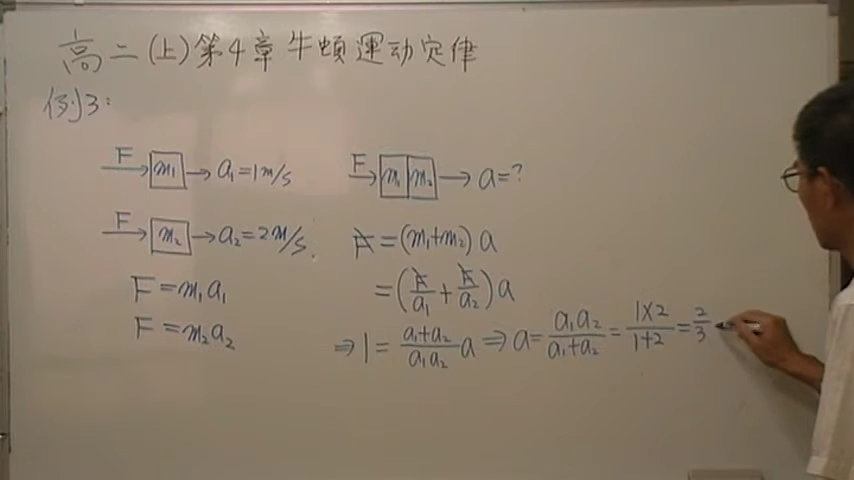 高二(上)第4章牛頓運动定律
例3:
F → m₁ → a₁=1m/s
F → m₂ → a₂=2m/s.
F=m₁a₁
F=m₂a₂
F → m₁ m₂ → a=?
F=(m₁+m₂)a
=(F/a₁+F/a₂)a
⇒1=(a₁+a₂)/(a₁a₂) a ⇒ a=(a₁a₂)/(a₁+a₂)=(1×2)/(1+2)=2/3